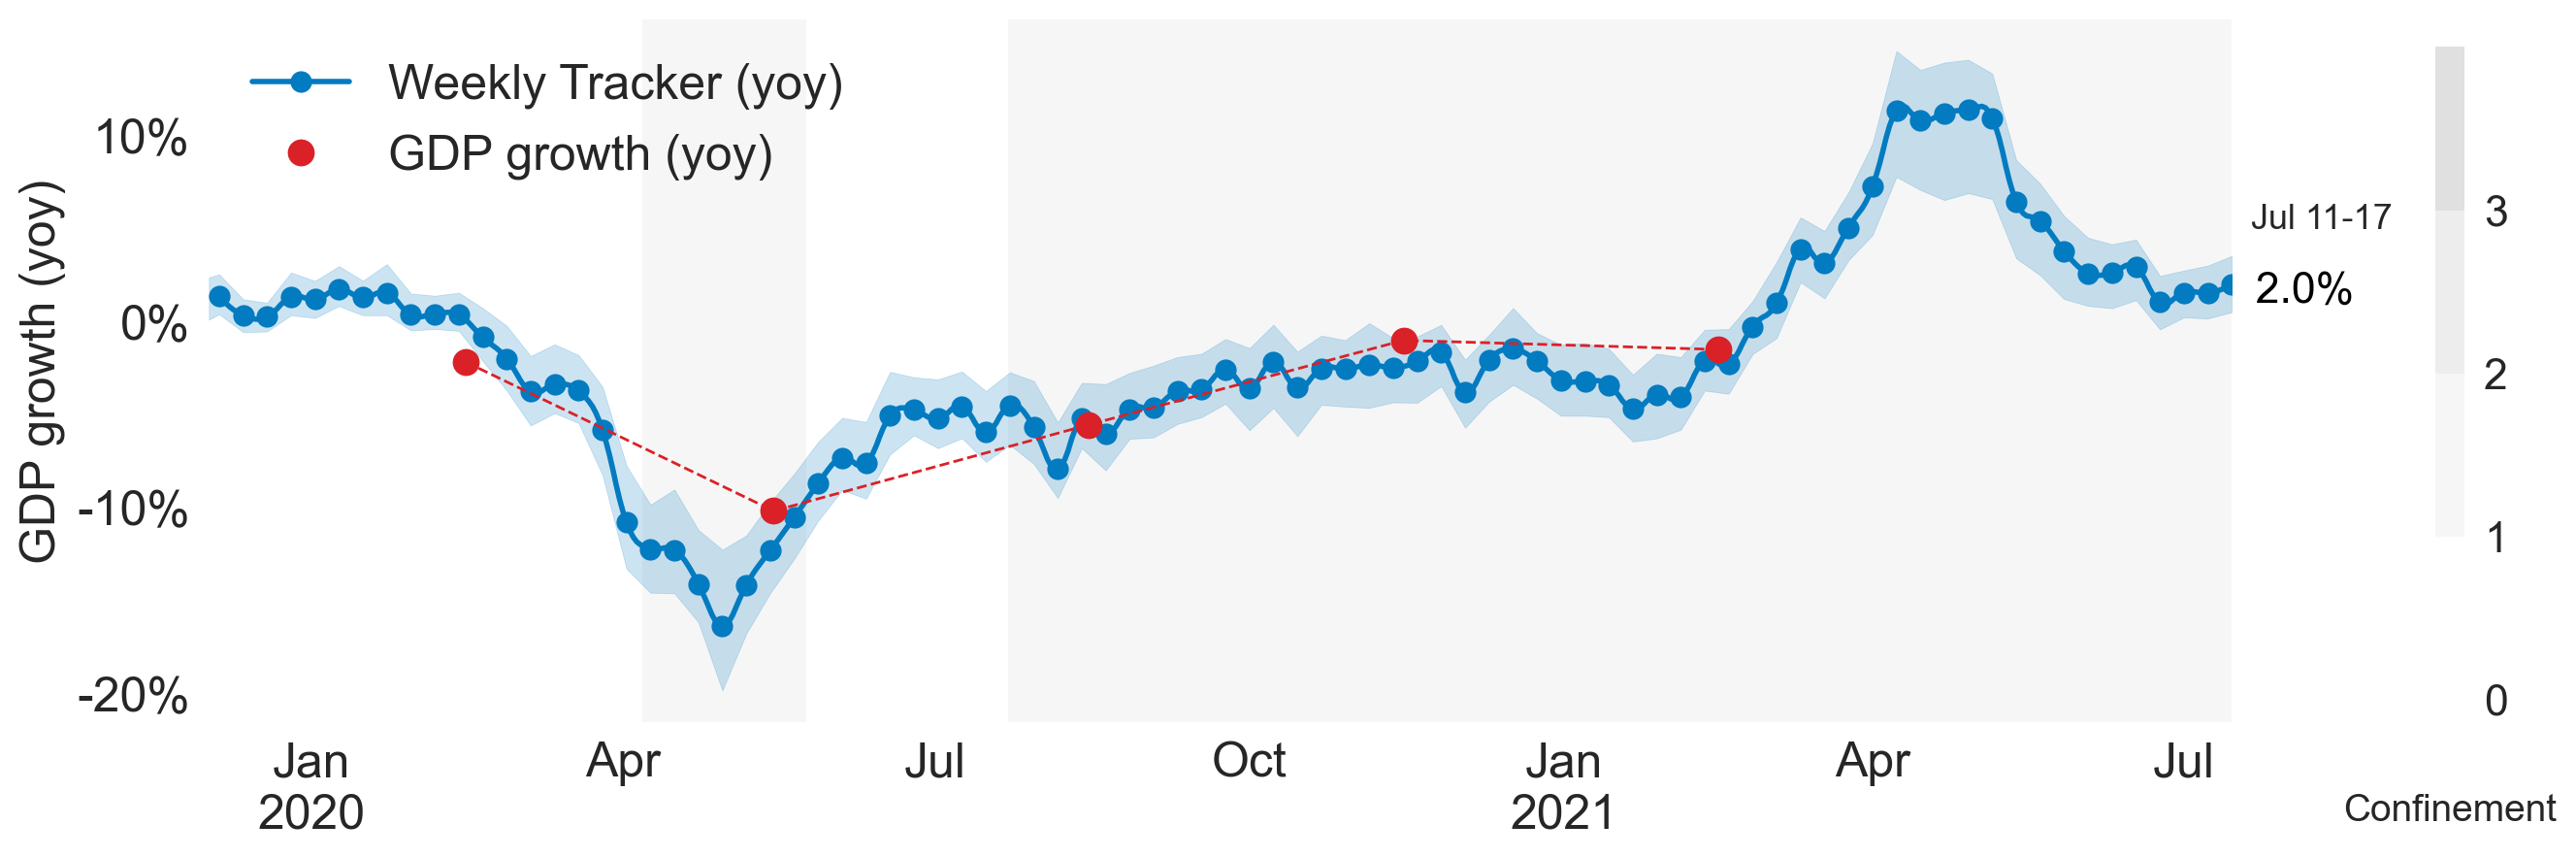 Weekly Tracker (yoy)
GDP growth (yoy)
GDP growth (yoy)
10%
0%
-10%
-20%
Jan
2020
Apr
Jul
Oct
Jan
2021
Apr
Jul
Jul 11-17
2.0%
3
2
1
0
Confinement